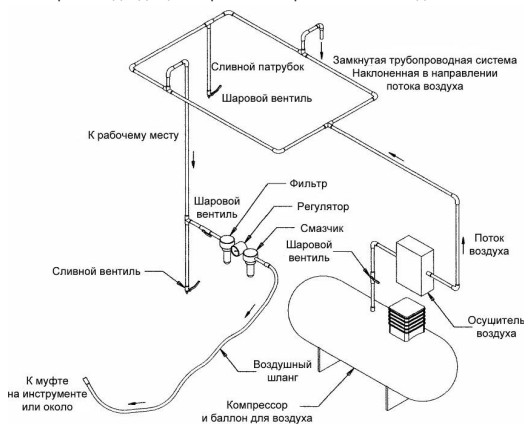 Сливной патрубок
Шаровой вентиль
Замкнутая трубопроводная система
Наклоненная в направлении
потока воздуха
К рабочему месту
Фильтр
Шаровой
вентиль
Регулятор
Смазчик
Шаровой
вентиль
Поток
воздуха
Сливной вентиль
Осушитель
воздуха
Воздушный
шланг
К муфте
на инструменте
или около
Компрессор
и баллон для воздуха